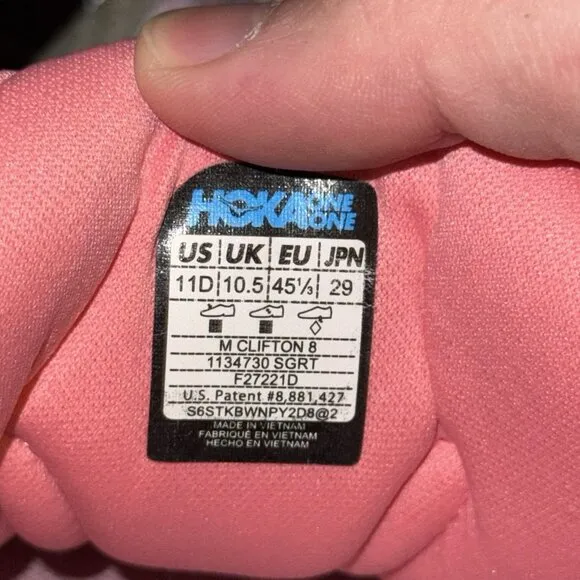 HOKA ONE ONE
US UK EU JPN
11D 10.5 45⅓ 29
M CLIFTON 8
1134730 SGRT
F27221D
U.S. Patent #8,881,427
S6STKBWNPY2D8@2
MADE IN VIETNAM
FABRIQUÉ EN VIETNAM
HECHO EN VIETNAM